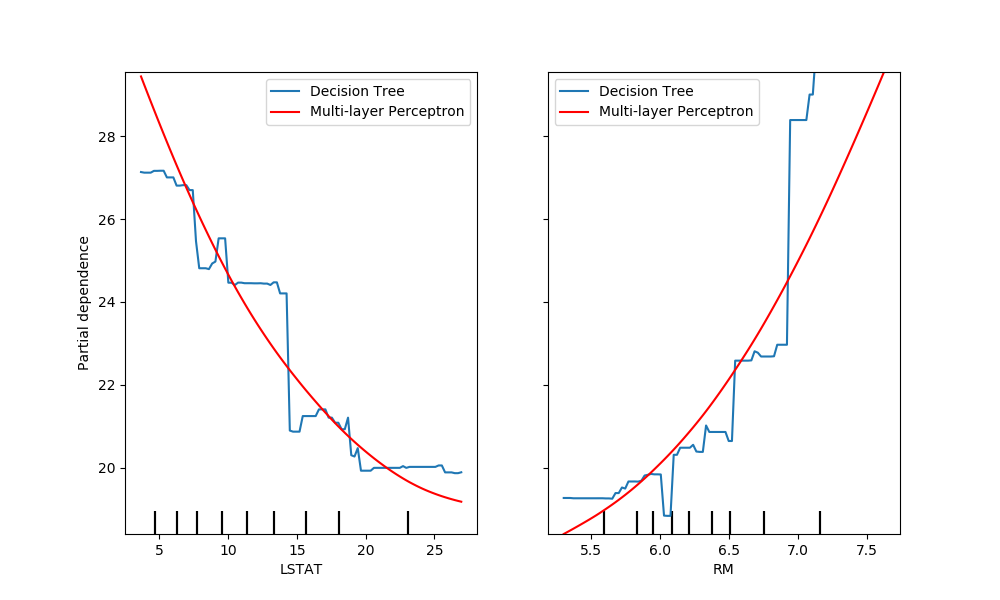 Decision Tree
Multi-layer Perceptron
Decision Tree
Multi-layer Perceptron
Partial dependence
28
26
24
22
20
5 10 15 20 25
LSTAT
5.5 6.0 6.5 7.0 7.5
RM